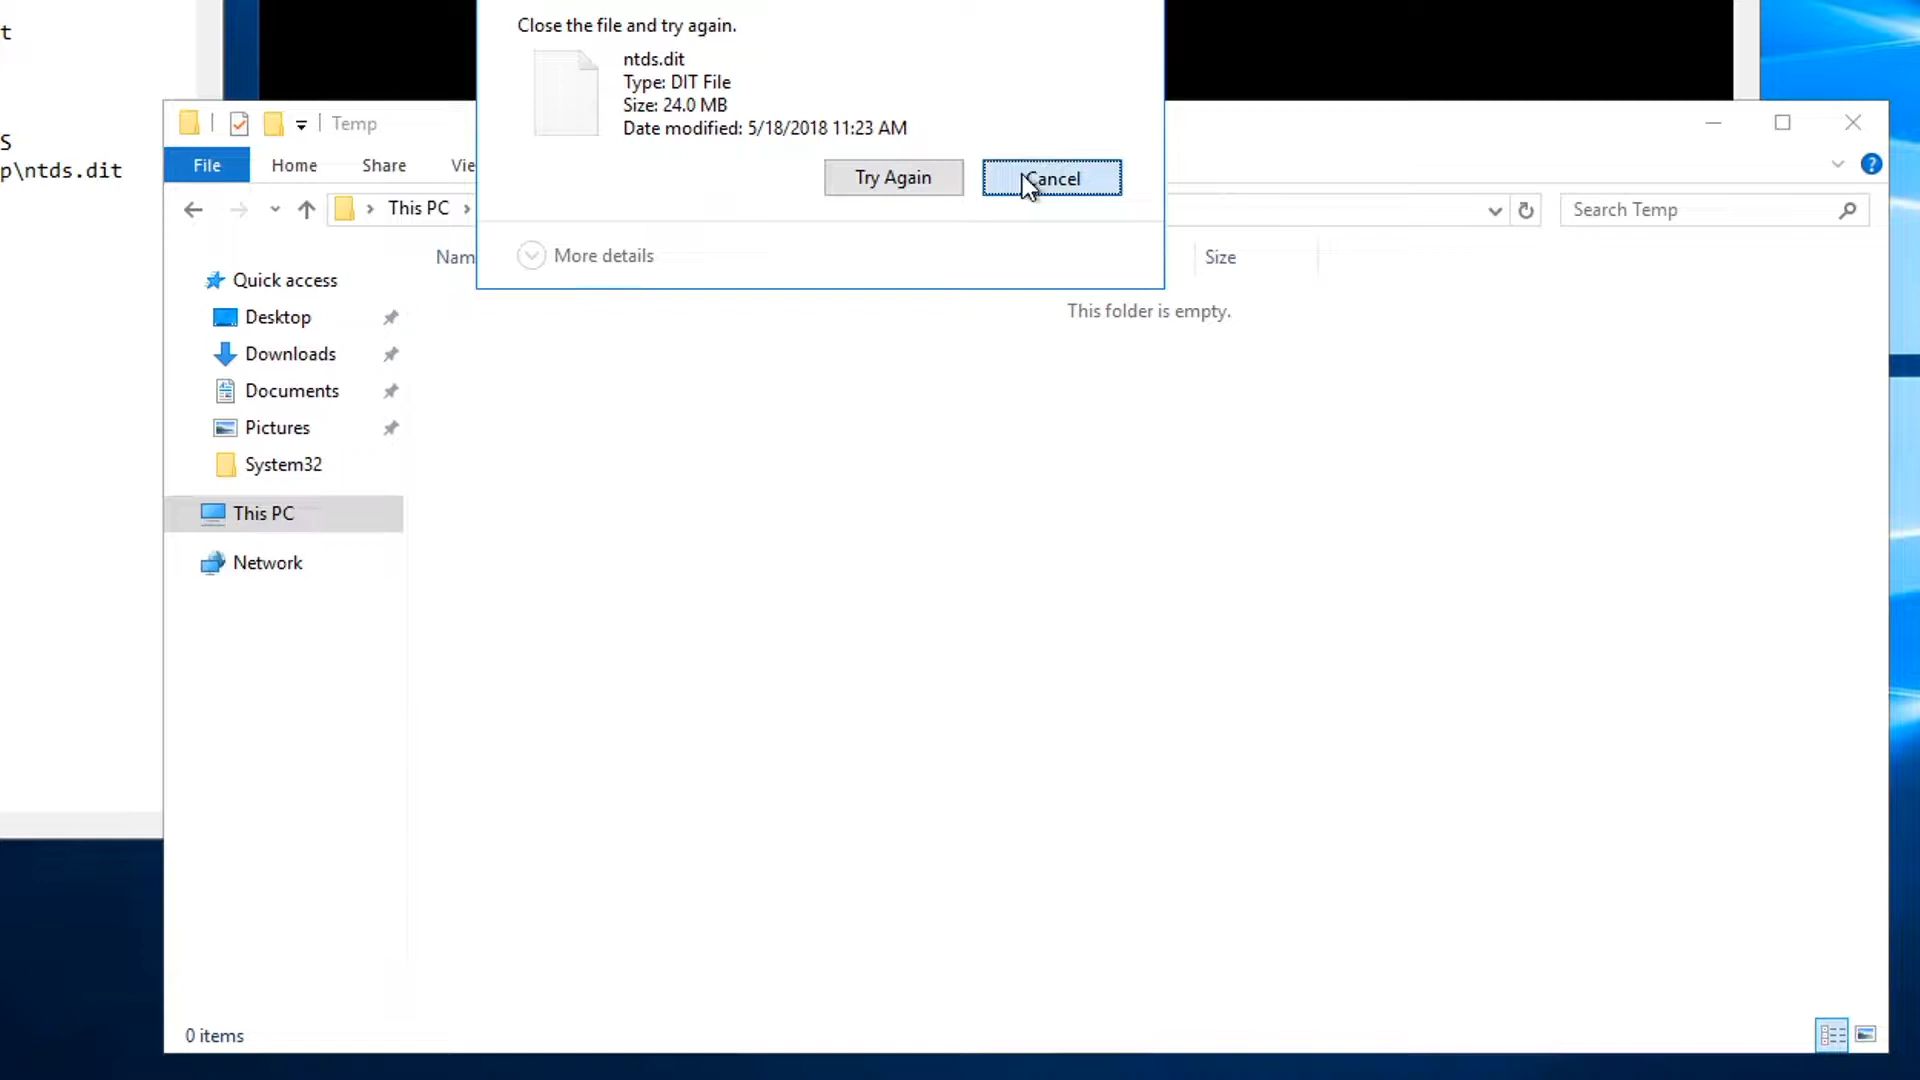 t
S
p\ntds.dit
Close the file and try again.
ntds.dit
Type: DIT File
Size: 24.0 MB
Date modified: 5/18/2018 11:23 AM
Try Again
Cancel
More details
Temp
File
Home
Share
Vie
This PC
Search Temp
Nam
Size
This folder is empty.
Quick access
Desktop
Downloads
Documents
Pictures
System32
This PC
Network
0 items